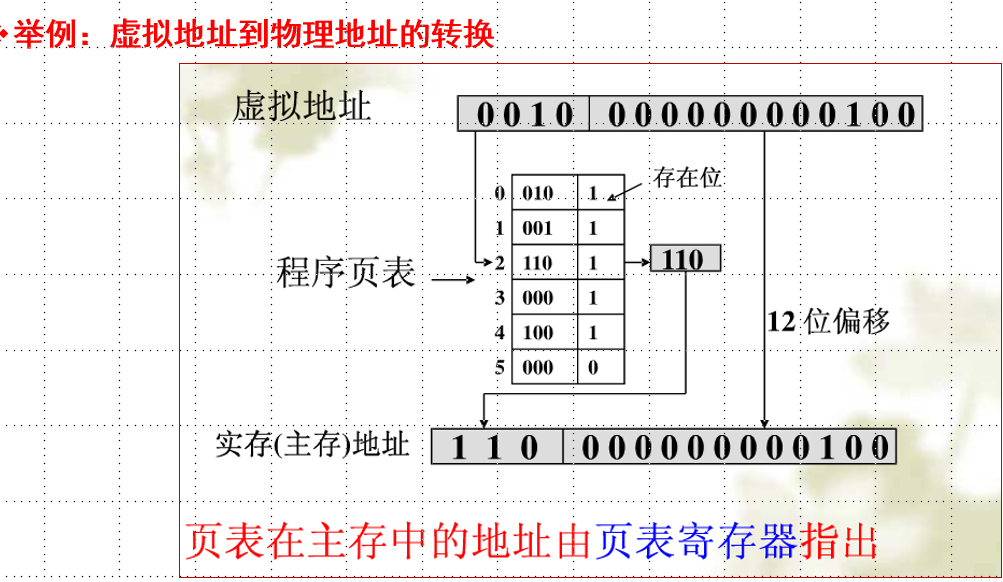 举例：虚拟地址到物理地址的转换
虚拟地址 0010 000000000100
存在位
0 010 1
1 001 1
程序页表 2 110 1 110
3 000 1
12位偏移
4 100 1
5 000 0
实存(主存)地址 110 000000000100
页表在主存中的地址由页表寄存器指出